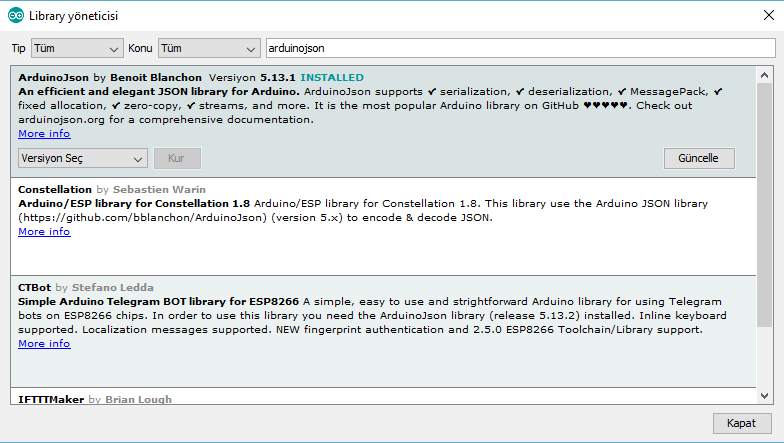 Library yöneticisi
Tip Tüm Konu Tüm arduinojson
ArduinoJson by Benoit Blanchon Versiyon 5.13.1 INSTALLED
An efficient and elegant JSON library for Arduino. ArduinoJson supports ✔ serialization, ✔ deserialization, ✔ MessagePack, ✔
fixed allocation, ✔ zero-copy, ✔ streams, and more. It is the most popular Arduino library on GitHub ♥♥♥♥♥. Check out
arduinojson.org for a comprehensive documentation.
More info
Versiyon Seç Kur Güncelle
Constellation by Sebastien Warin
Arduino/ESP library for Constellation 1.8 Arduino/ESP library for Constellation 1.8. This library use the Arduino JSON library
(https://github.com/bblanchon/ArduinoJson) (version 5.x) to encode & decode JSON.
More info
CTBot by Stefano Ledda
Simple Arduino Telegram BOT library for ESP8266 A simple, easy to use and strightforward Arduino library for using Telegram
bots on ESP8266 chips. In order to use this library you need the ArduinoJson library (release 5.13.2) installed. Inline keyboard
supported. Localization messages supported. NEW fingerprint authentication and 2.5.0 ESP8266 Toolchain/Library support.
More info
IFTTTMaker by Brian Lough
Kapat